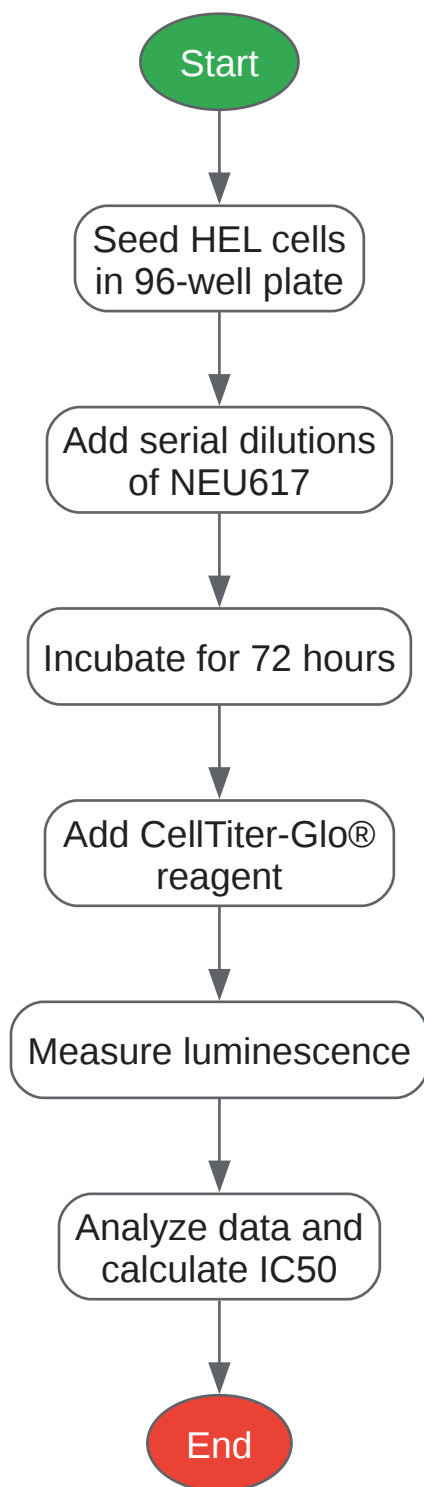 Start
Seed HEL cells
in 96-well plate
Add serial dilutions
of NEU617
Incubate for 72 hours
Add CellTiter-Glo®
reagent
Measure luminescence
Analyze data and
calculate IC50
End